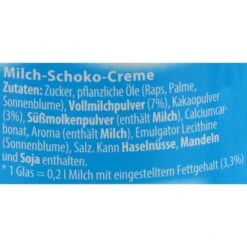 Milch-Schoko-Creme
Zutaten: Zucker, pflanzliche Öle (Raps, Palme,
Sonnenblume), Vollmilchpulver (7%), Kakaopulver
(3%), Süßmolkenpulver (enthält Milch), Calciumcar-
bonat, Aroma (enthält Milch), Emulgator Lecithine
(Sonnenblume), Salz. Kann Haselnüsse, Mandeln
und Soja enthalten.
* 1 Glas = 0,2 l Milch mit eingestelltem Fettgehalt (3,3%)